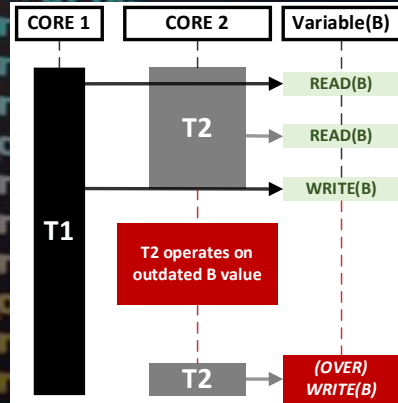 CORE 1
CORE 2
Variable(B)
READ(B)
T2
READ(B)
WRITE(B)
T1
T2 operates on
outdated B value
T2
(OVER)
WRITE(B)